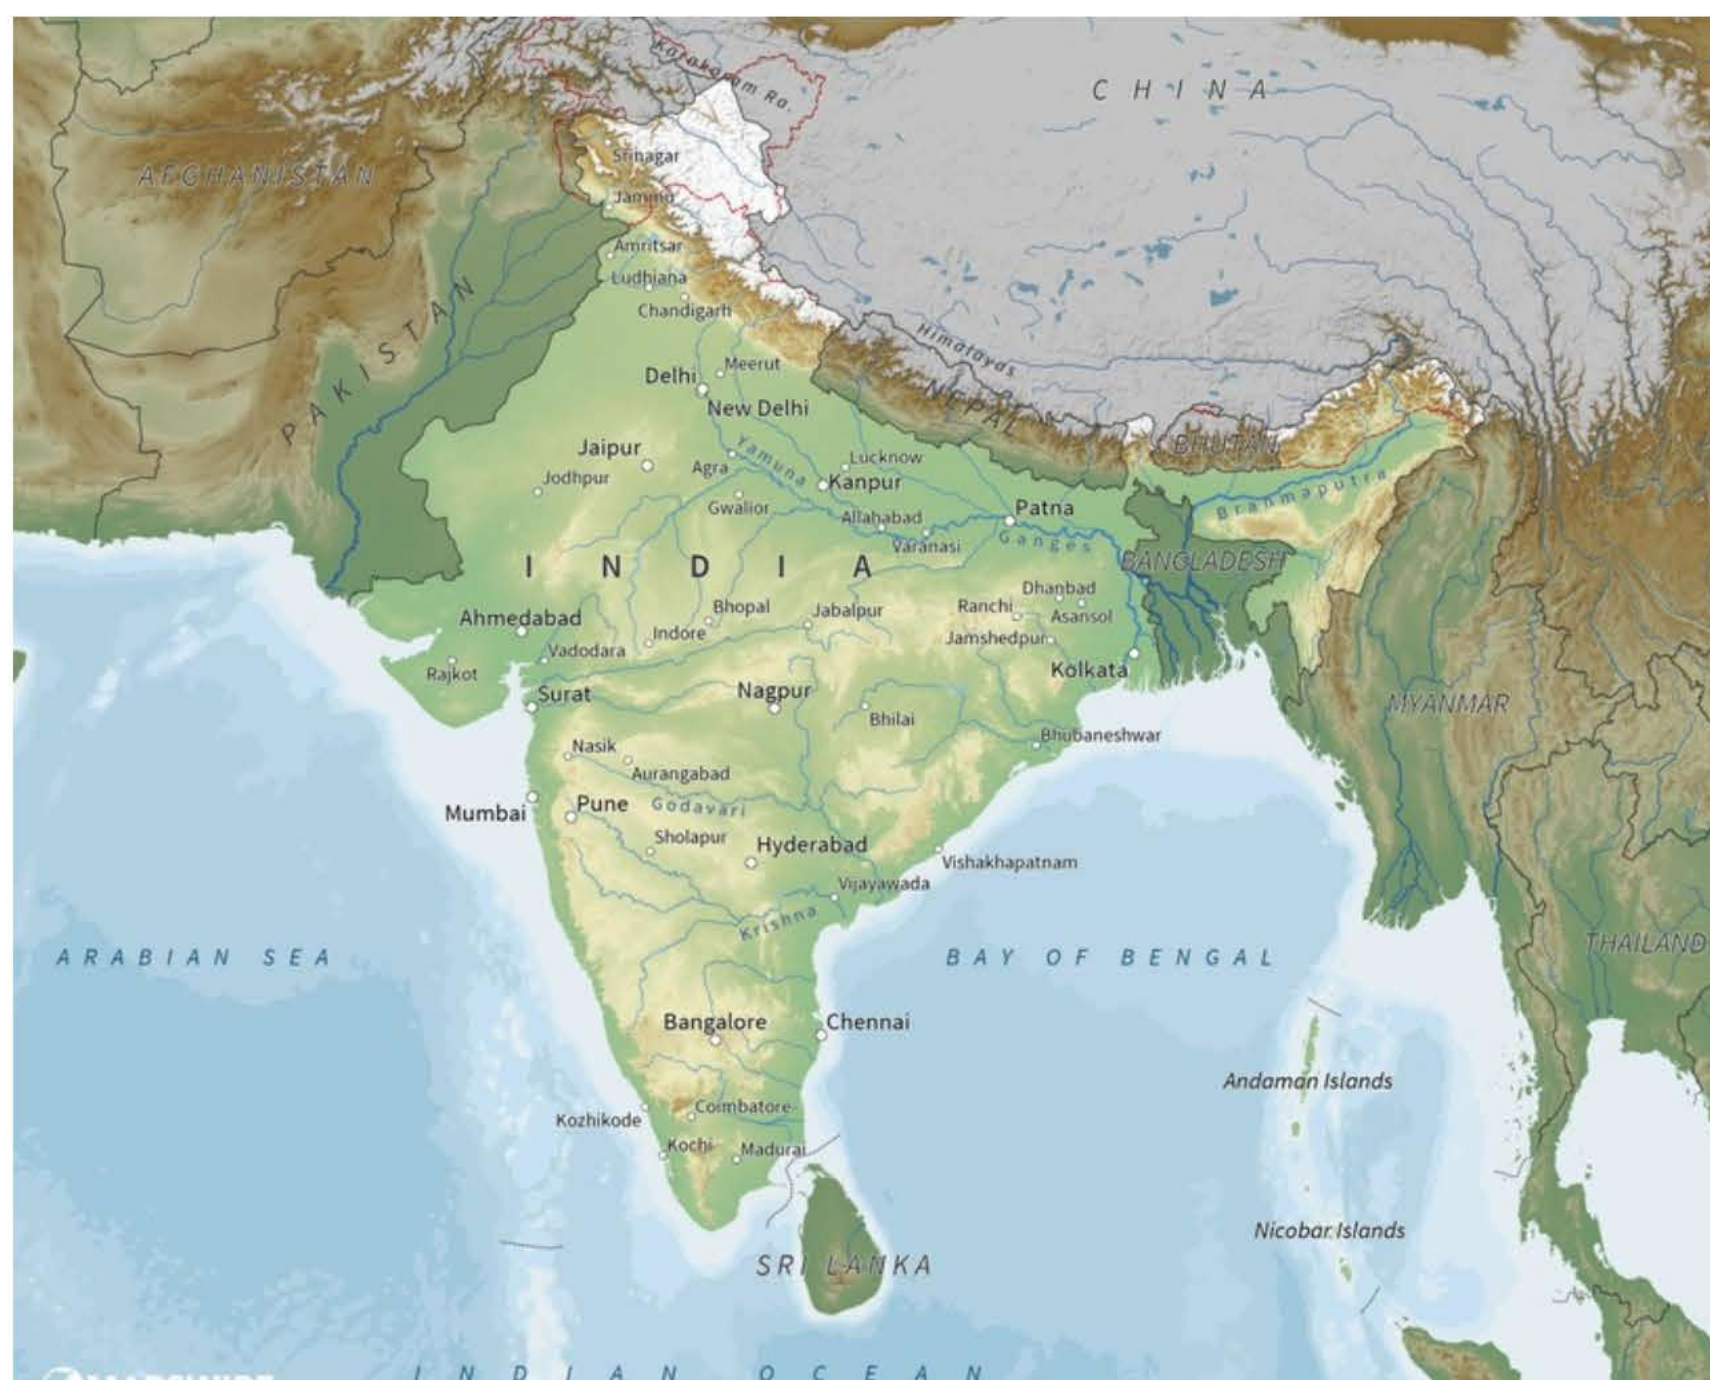 Karakoram Ra.
CHINA
AFGHANISTAN
Srinagar
Jammu
Amritsar
Ludhiana
Chandigarh
PAKISTAN
Himalayas
Meerut
Delhi
New Delhi
NEPAL
BHUTAN
Jaipur
Jodhpur
Agra
Yamuna
Lucknow
Kanpur
Gwalior
Allahabad
Patna
Branmaputra
Varanasi
Ganges
INDIA
BANGLADESH
Dhanbad
Ranchi
Asansol
Ahmedabad
Bhopal
Jabalpur
Indore
Jamshedpur
Vadodara
Kolkata
Rajkot
Surat
Nagpur
Bhilai
MYANMAR
Bhubaneshwar
Nasik
Aurangabad
Mumbai
Pune
Godavari
Sholapur
Hyderabad
Vishakhapatnam
Vijayawada
Krishna
THAILAND
ARABIAN SEA
BAY OF BENGAL
Bangalore
Chennai
Andaman Islands
Coimbatore
Kozhikode
Kochi
Madurai
Nicobar Islands
SRI LANKA
INDIAN OCEAN